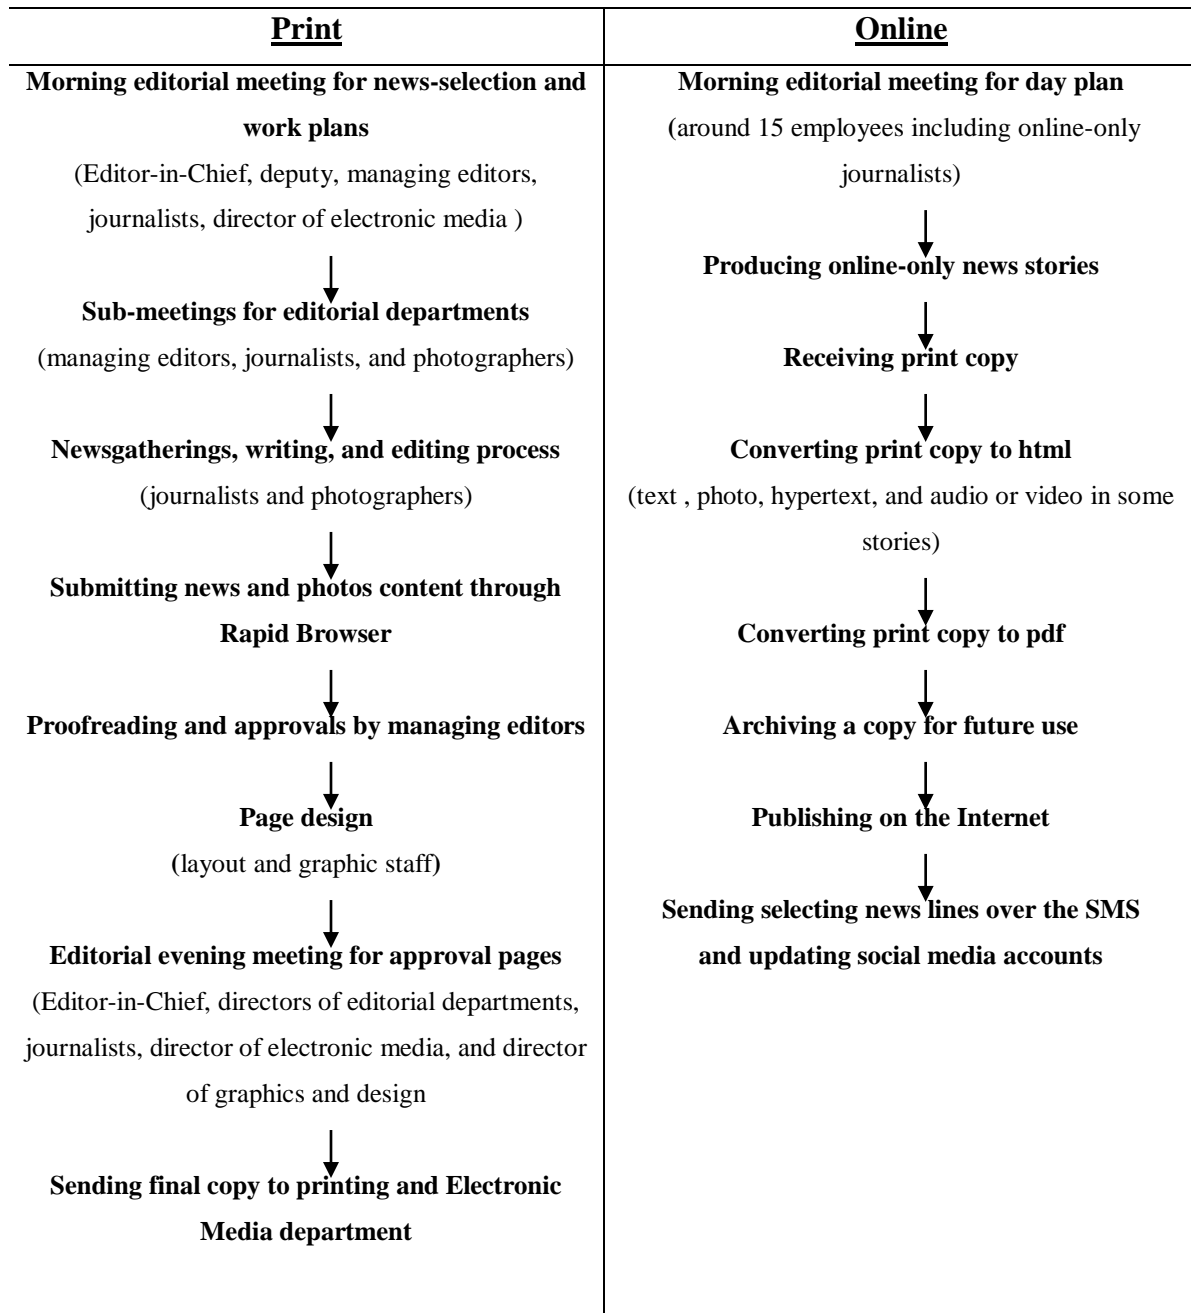 Print
Morning editorial meeting for news-selection and
work plans
(Editor-in-Chief, deputy, managing editors,
journalists, director of electronic media )
Sub-meetings for editorial departments
(managing editors, journalists, and photographers)
Newsgatherings, writing, and editing process
(journalists and photographers)
Submitting news and photos content through
Rapid Browser
Proofreading and approvals by managing editors
Page design
(layout and graphic staff)
Editorial evening meeting for approval pages
(Editor-in-Chief, directors of editorial departments,
journalists, director of electronic media, and director
of graphics and design
Sending final copy to printing and Electronic
Media department
Online
Morning editorial meeting for day plan
(around 15 employees including online-only
journalists)
Producing online-only news stories
Receiving print copy
Converting print copy to html
(text , photo, hypertext, and audio or video in some
stories)
Converting print copy to pdf
Archiving a copy for future use
Publishing on the Internet
Sending selecting news lines over the SMS
and updating social media accounts